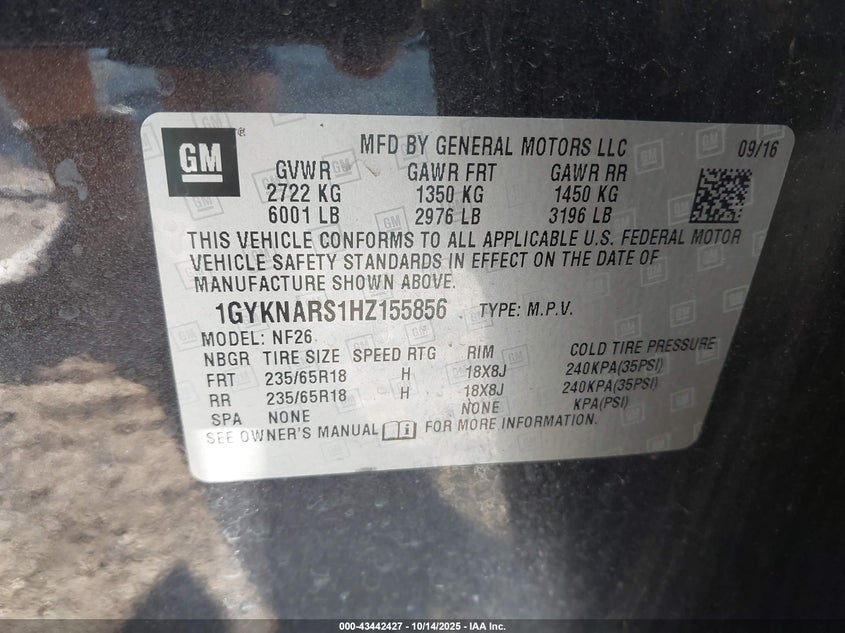 GM
MFD BY GENERAL MOTORS LLC 09/16
GVWR GAWR FRT GAWR RR
2722 KG 1350 KG 1450 KG
6001 LB 2976 LB 3196 LB
THIS VEHICLE CONFORMS TO ALL APPLICABLE U.S. FEDERAL MOTOR
VEHICLE SAFETY STANDARDS IN EFFECT ON THE DATE OF
MANUFACTURE SHOWN ABOVE.
1GYKNARS1HZ155856 TYPE: M.P.V.
MODEL: NF26
NBGR TIRE SIZE SPEED RTG RIM COLD TIRE PRESSURE
FRT 235/65R18 H 18X8J 240KPA(35PSI)
RR 235/65R18 H 18X8J 240KPA(35PSI)
SPA NONE NONE KPA(PSI)
SEE OWNER'S MANUAL FOR MORE INFORMATION.
000-43442427 - 10/14/2025 - IAA Inc.